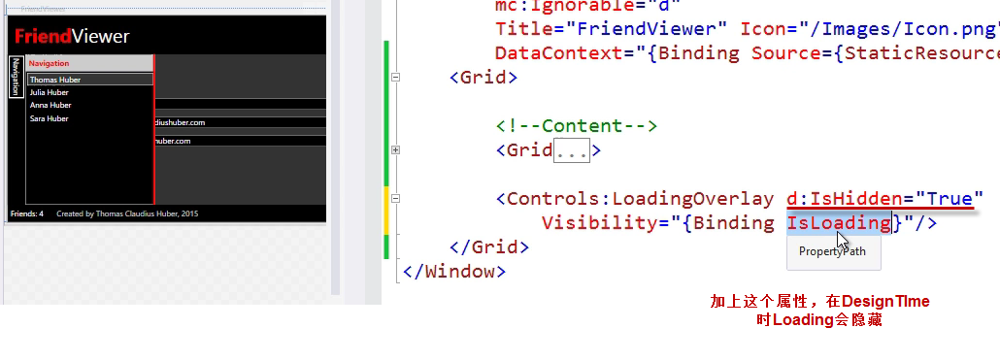 FriendViewer
FriendViewer
Navigation
Navigation
Thomas Huber
Julia Huber
Anna Huber
Sara Huber
diushuber.com
huber.com
Friends: 4 Created by Thomas Claudius Huber, 2015
mc:Ignorable="d"
Title="FriendViewer" Icon="/Images/Icon.png"
DataContext="{Binding Source={StaticResource
<Grid>
<!--Content-->
<Grid...>
<Controls:LoadingOverlay d:IsHidden="True"
Visibility="{Binding IsLoading}"/>
</Grid>
</Window>
PropertyPath
加上这个属性，在DesignTIme
时Loading会隐藏